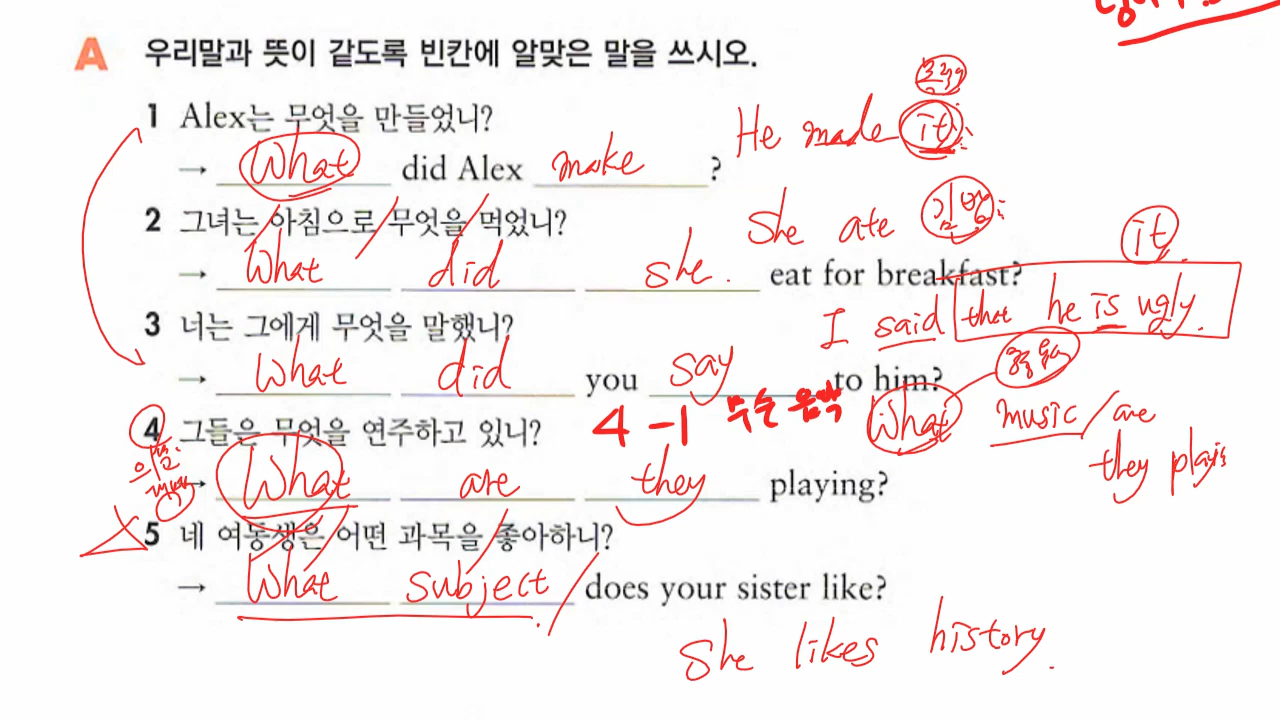 A 우리말과 뜻이 같도록 빈칸에 알맞은 말을 쓰시오.
1 Alex는 무엇을 만들었니?
He made it
→ What did Alex make ?
2 그녀는 아침으로 무엇을 먹었니?
She ate 김밥
it
→ What did she. eat for breakfast?
3 너는 그에게 무엇을 말했니?
I said that he is ugly.
→ What did you say to him?
4 그들은 무엇을 연주하고 있니?
4-1 무슨 음악
What music / are
they
→ What are they playing?
5 네 여동생은 어떤 과목을 좋아하니?
→ What subject does your sister like?
She likes history.